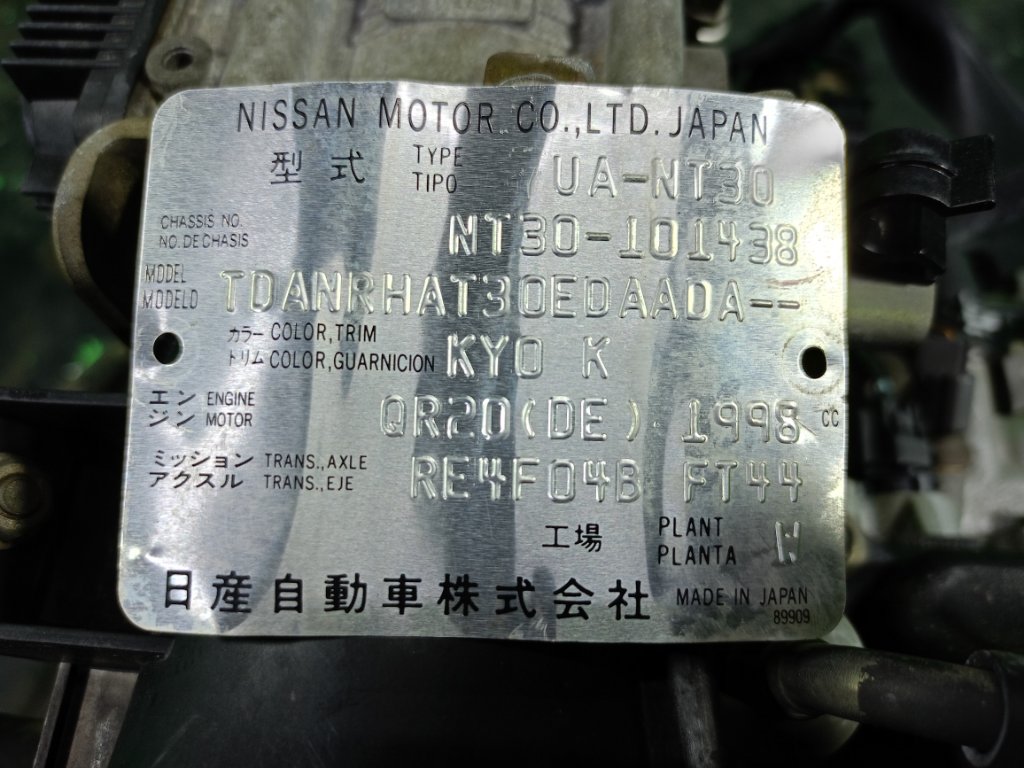 NISSAN MOTOR CO.,LTD. JAPAN
型式 TYPE TIPO UA-NT30
CHASSIS NO. NO. DE CHASIS NT30-101438
MODEL MODELO TDANRHAT30EDAADA--
カラー COLOR,TRIM
トリム COLOR,GUARNICION KY0 K
エンジン ENGINE MOTOR QR20(DE) 1998 CC
ミッション TRANS.,AXLE
アクスル TRANS.,EJE RE4F04B FT44
工場 PLANT PLANTA W
日産自動車株式会社 MADE IN JAPAN
89909